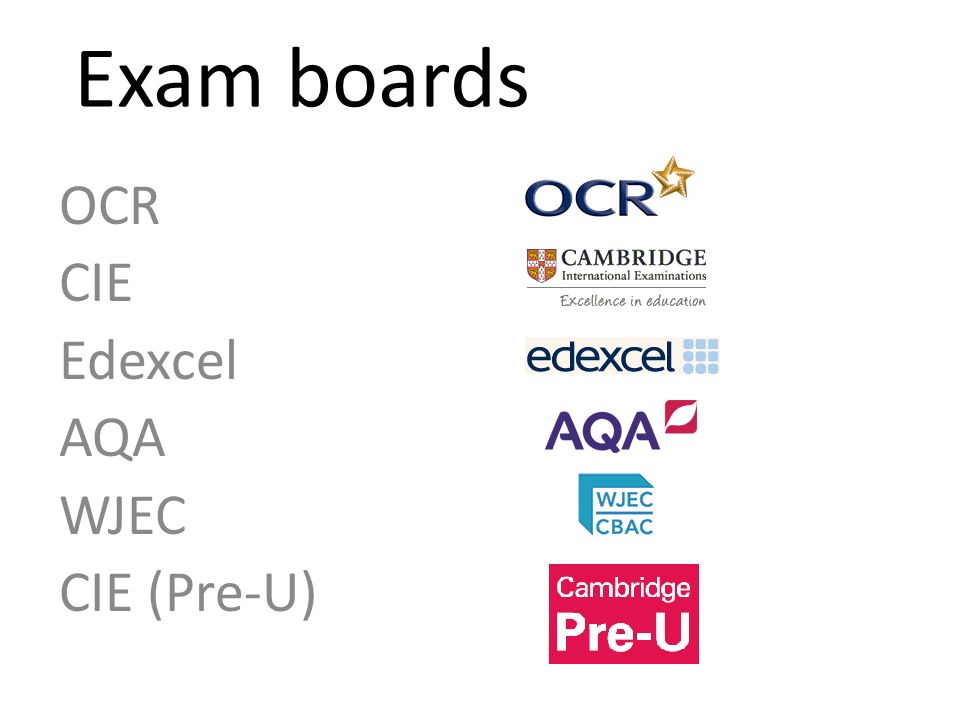 Exam boards
OCR
OCR
CIE
CAMBRIDGE
International Examinations
Excellence in education
Edexcel
edexcel
AQA
AQA
WJEC
WJEC
CBAC
CIE (Pre-U)
Cambridge
Pre-U